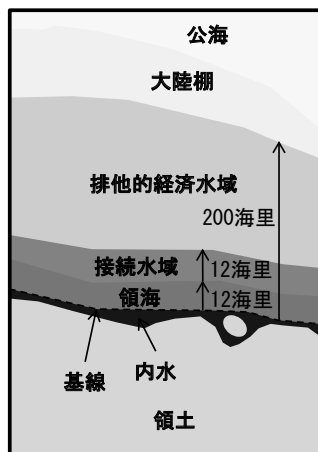 公海
大陸棚
排他的経済水域
200海里
接続水域
12海里
領海
12海里
基線
内水
領土